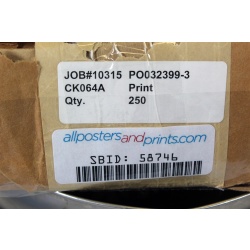 JOB#10315 PO032399-3
CK064A Print
Qty. 250
allpostersandprints.com
SBID: 58746